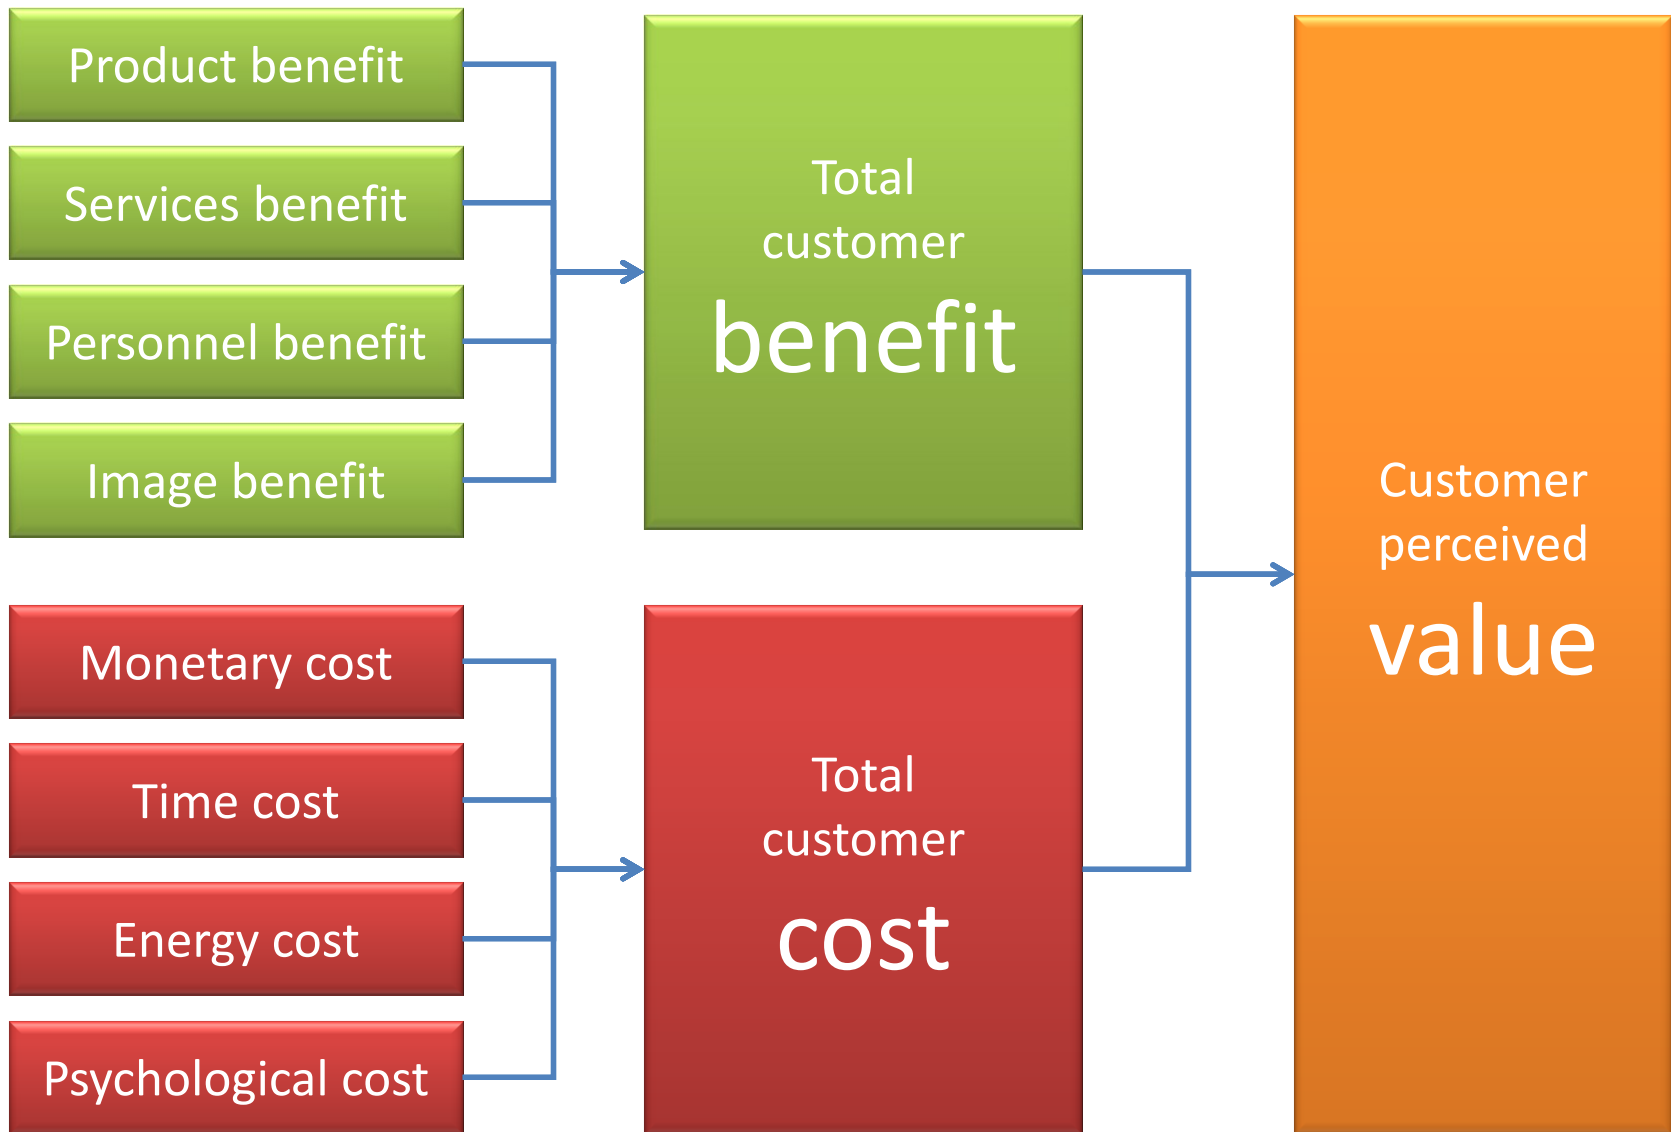 Product benefit
Services benefit
Personnel benefit
Image benefit
Total
customer
benefit
Monetary cost
Time cost
Energy cost
Psychological cost
Total
customer
cost
Customer
perceived
value